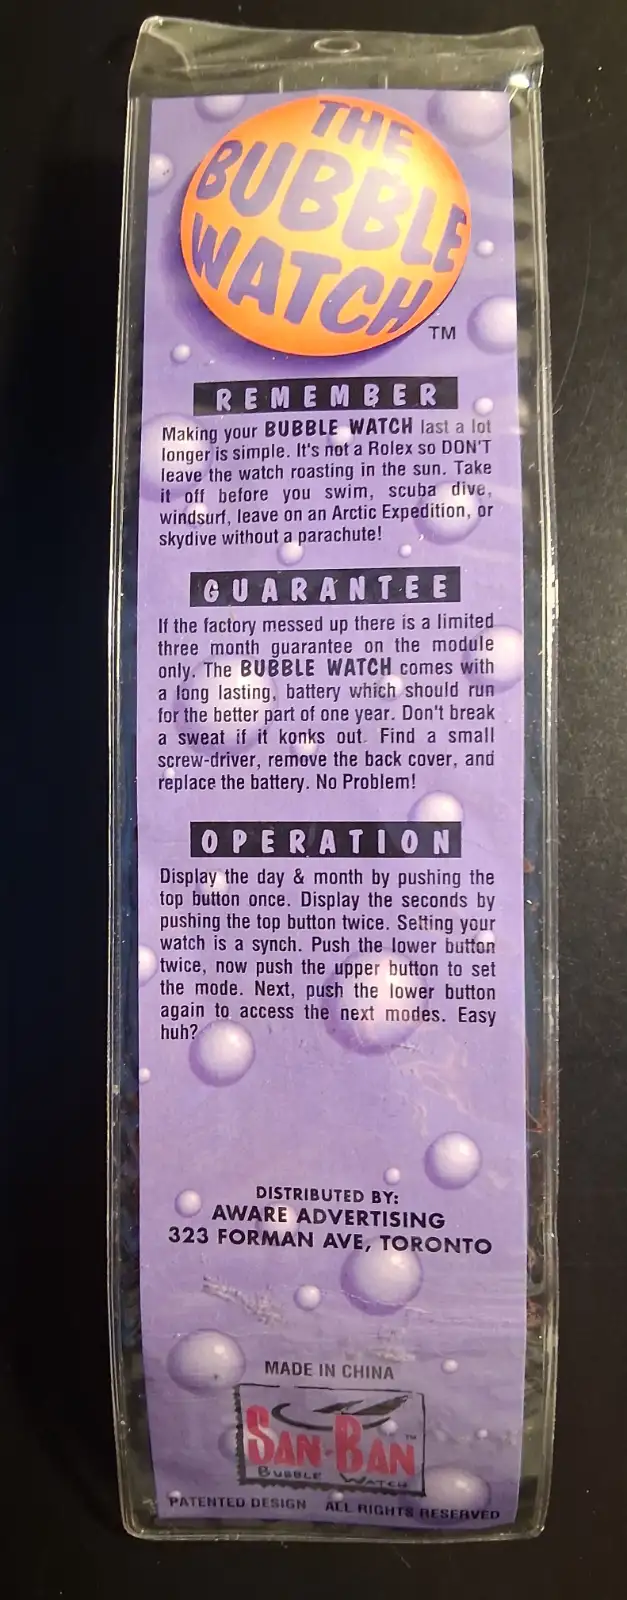 THE
BUBBLE
WATCH
TM
REMEMBER
Making your BUBBLE WATCH last a lot
longer is simple. It's not a Rolex so DON'T
leave the watch roasting in the sun. Take
it off before you swim, scuba dive,
windsurf, leave on an Arctic Expedition, or
skydive without a parachute!
GUARANTEE
If the factory messed up there is a limited
three month guarantee on the module
only. The BUBBLE WATCH comes with
a long lasting, battery which should run
for the better part of one year. Don't break
a sweat if it konks out. Find a small
screw-driver, remove the back cover, and
replace the battery. No Problem!
OPERATION
Display the day & month by pushing the
top button once. Display the seconds by
pushing the top button twice. Setting your
watch is a synch. Push the lower button
twice, now push the upper button to set
the mode. Next, push the lower button
again to access the next modes. Easy
huh?
DISTRIBUTED BY:
AWARE ADVERTISING
323 FORMAN AVE, TORONTO
MADE IN CHINA
SAN-BAN TM
BUBBLE WATCH
PATENTED DESIGN ALL RIGHTS RESERVED